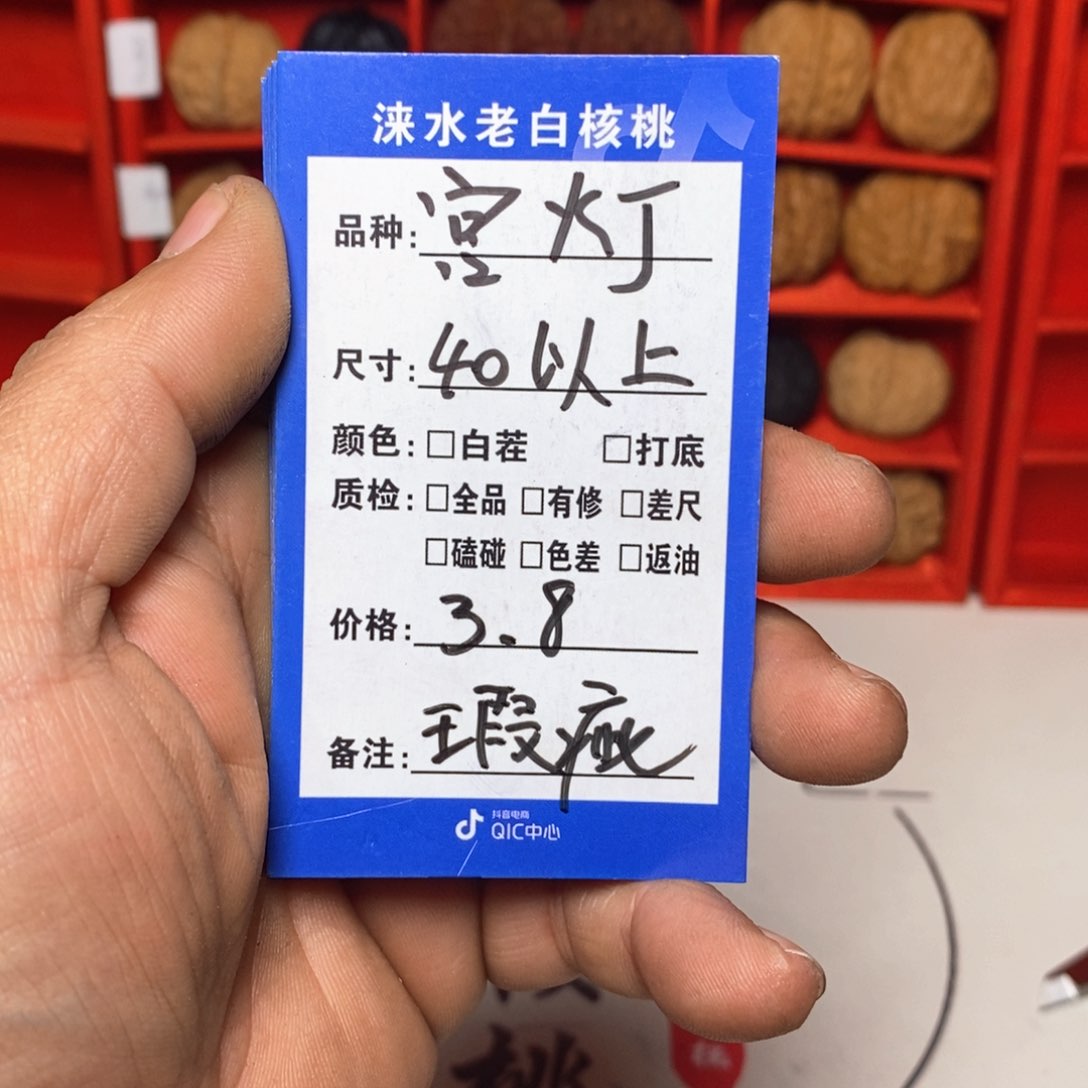 涞水老白核桃
品种：宫灯
尺寸：40以上
颜色：□白茬 □打底
质检：□全品 □有修 □差尺
□磕碰 □色差 □返油
价格：3.8
备注：瑕疵
抖音电商
QIC中心
桃